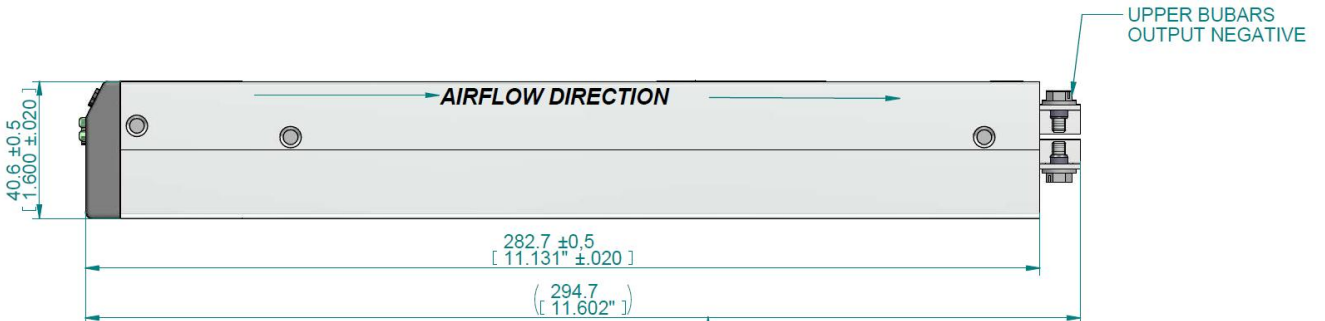 UPPER BUBARS
OUTPUT NEGATIVE
AIRFLOW DIRECTION
40.6 ±0.5
[ 1.600 ±.020 ]
282.7 ±0,5
[ 11.131" ±.020 ]
( 294.7
[ 11.602" ])